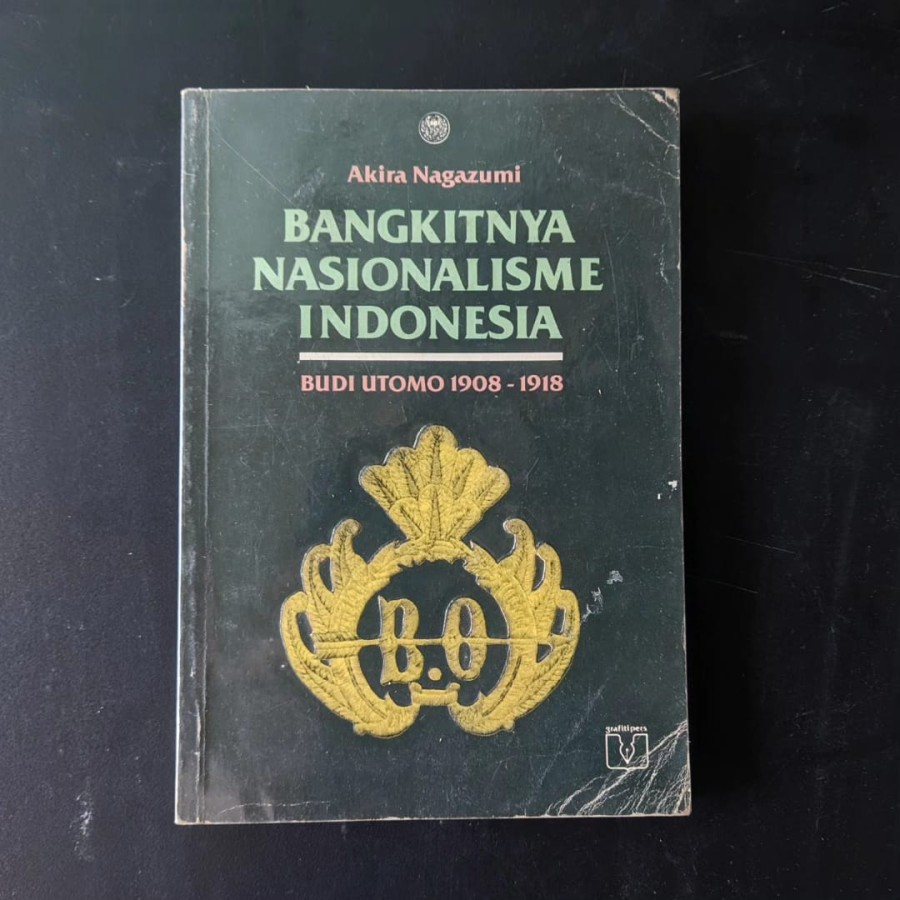 Akira Nagazumi
BANGKITNYA
NASIONALISME
INDONESIA
BUDI UTOMO 1908 - 1918
B.O
grafitipers